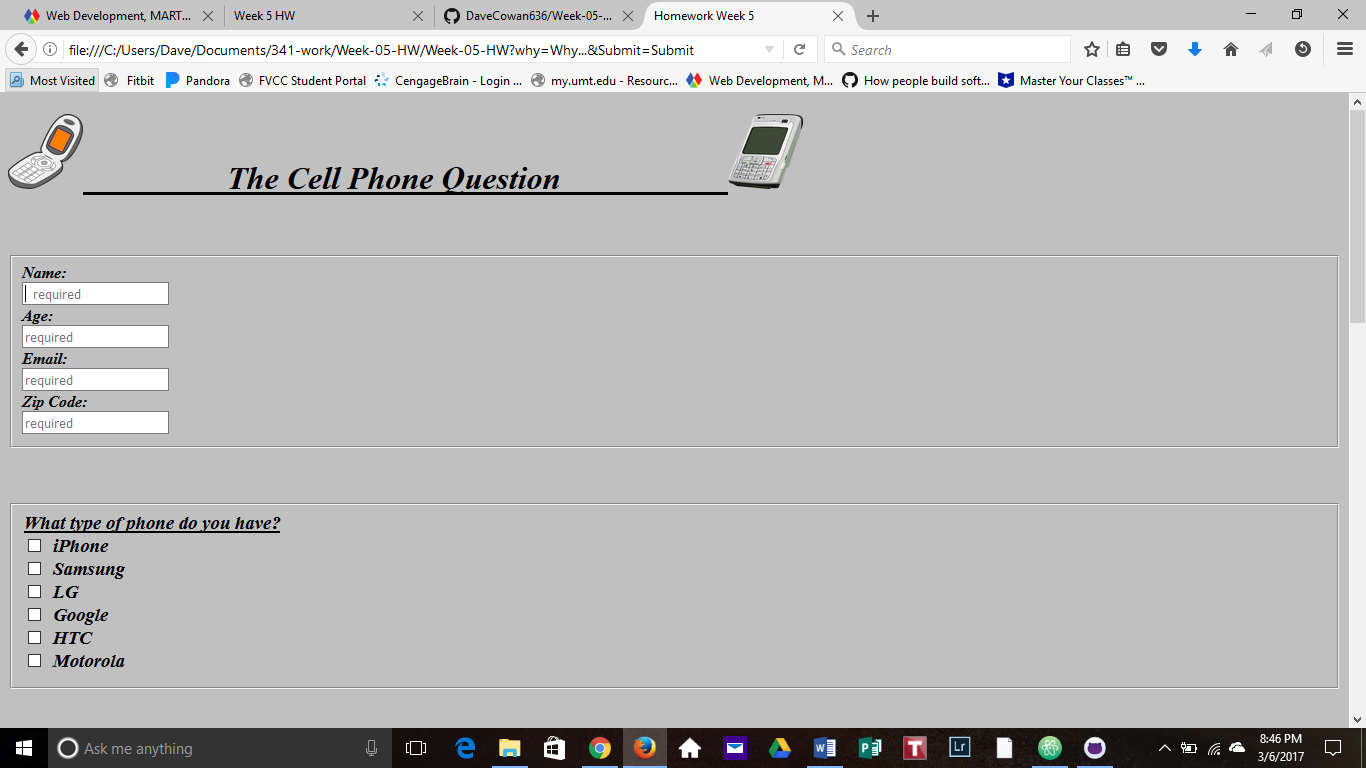 Web Development, MART...
Week 5 HW
DaveCowan636/Week-05-...
Homework Week 5
file:///C:/Users/Dave/Documents/341-work/Week-05-HW/Week-05-HW?why=Why...&Submit=Submit
Search
Most Visited
Fitbit
Pandora
FVCC Student Portal
CengageBrain - Login ...
my.umt.edu - Resourc...
Web Development, M...
How people build soft...
Master Your Classes™ ...
The Cell Phone Question
Name:
required
Age:
required
Email:
required
Zip Code:
required
What type of phone do you have?
iPhone
Samsung
LG
Google
HTC
Motorola
Ask me anything
8:46 PM
3/6/2017